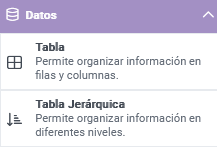 Datos
Tabla
Permite organizar información en
filas y columnas.
Tabla Jerárquica
Permite organizar información en
diferentes niveles.